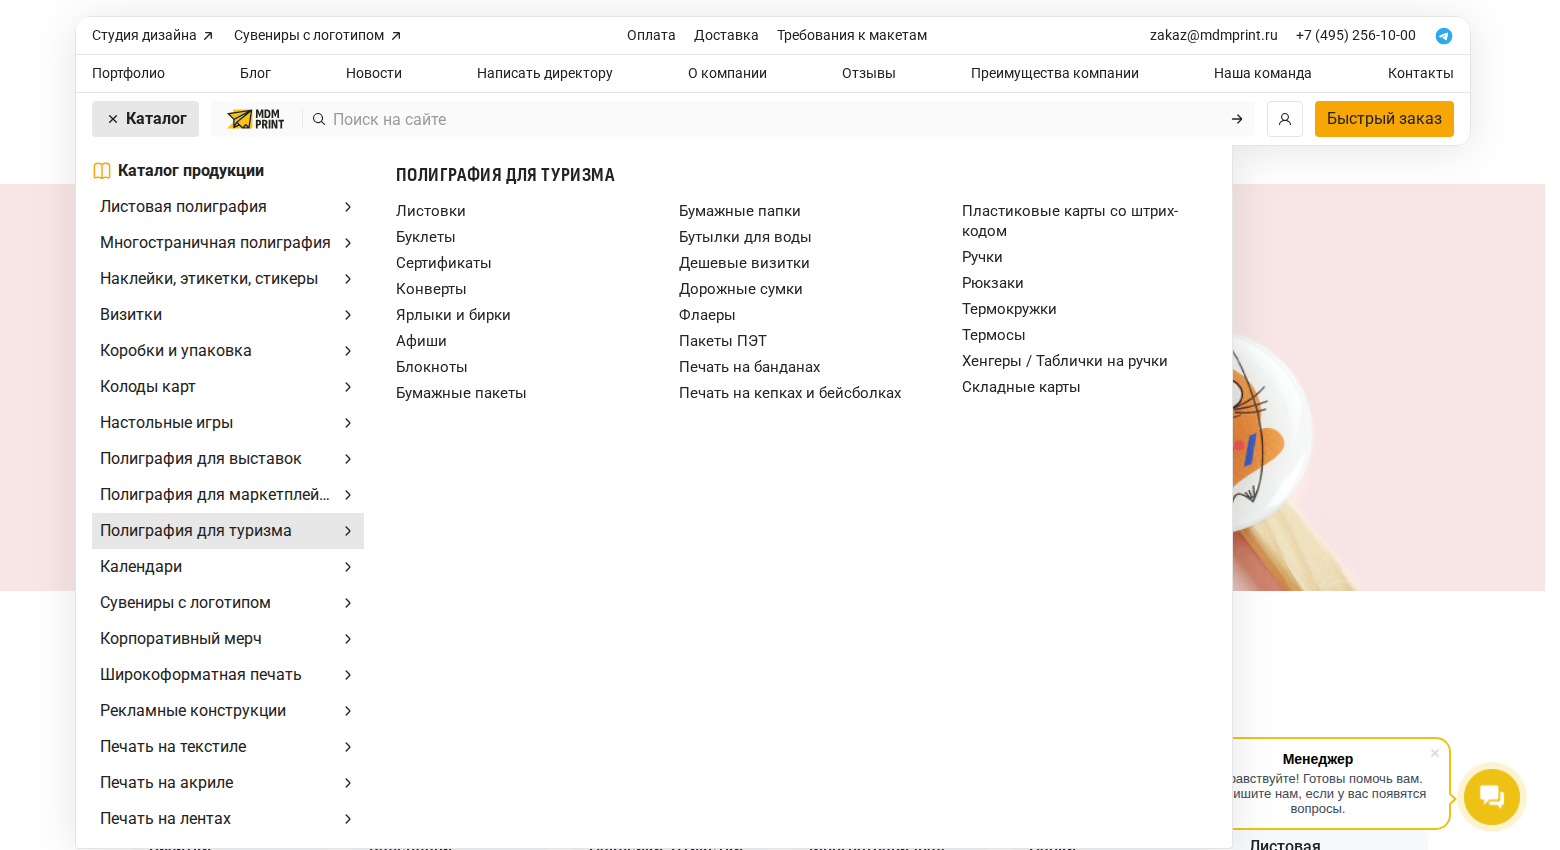 Студия дизайна
Сувениры с логотипом
Оплата
Доставка
Требования к макетам
zakaz@mdmprint.ru
+7 (495) 256-10-00
Портфолио
Блог
Новости
Написать директору
О компании
Отзывы
Преимущества компании
Наша команда
Контакты
Каталог
MDM
PRINT
Поиск на сайте
Быстрый заказ
Каталог продукции
Листовая полиграфия
Многостраничная полиграфия
Наклейки, этикетки, стикеры
Визитки
Коробки и упаковка
Колоды карт
Настольные игры
Полиграфия для выставок
Полиграфия для маркетплей...
Полиграфия для туризма
Календари
Сувениры с логотипом
Корпоративный мерч
Широкоформатная печать
Рекламные конструкции
Печать на текстиле
Печать на акриле
Печать на лентах
ПОЛИГРАФИЯ ДЛЯ ТУРИЗМА
Листовки
Буклеты
Сертификаты
Конверты
Ярлыки и бирки
Афиши
Блокноты
Бумажные пакеты
Бумажные папки
Бутылки для воды
Дешевые визитки
Дорожные сумки
Флаеры
Пакеты ПЭТ
Печать на банданах
Печать на кепках и бейсболках
Пластиковые карты со штрих-
кодом
Ручки
Рюкзаки
Термокружки
Термосы
Хенгеры / Таблички на ручки
Складные карты
Менеджер
равствуйте! Готовы помочь вам.
ишите нам, если у вас появятся
вопросы.
Листовая